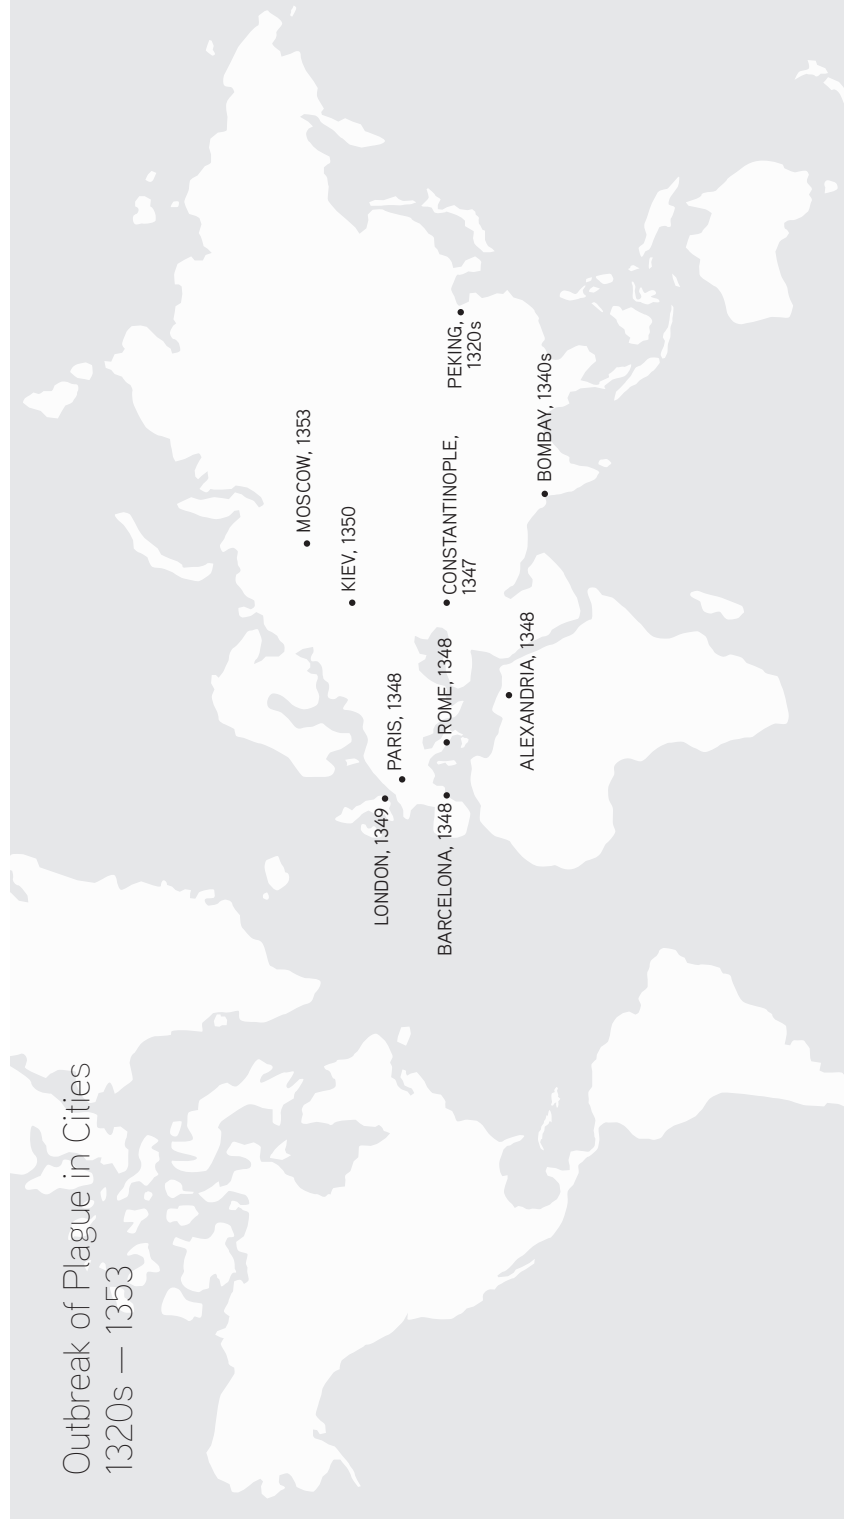 Outbreak of Plague in Cities
1320s — 1353
MOSCOW, 1353
KIEV, 1350
PARIS, 1348
LONDON, 1349
BARCELONA, 1348
ROME, 1348
CONSTANTINOPLE,
1347
PEKING,
1320s
ALEXANDRIA, 1348
BOMBAY, 1340s